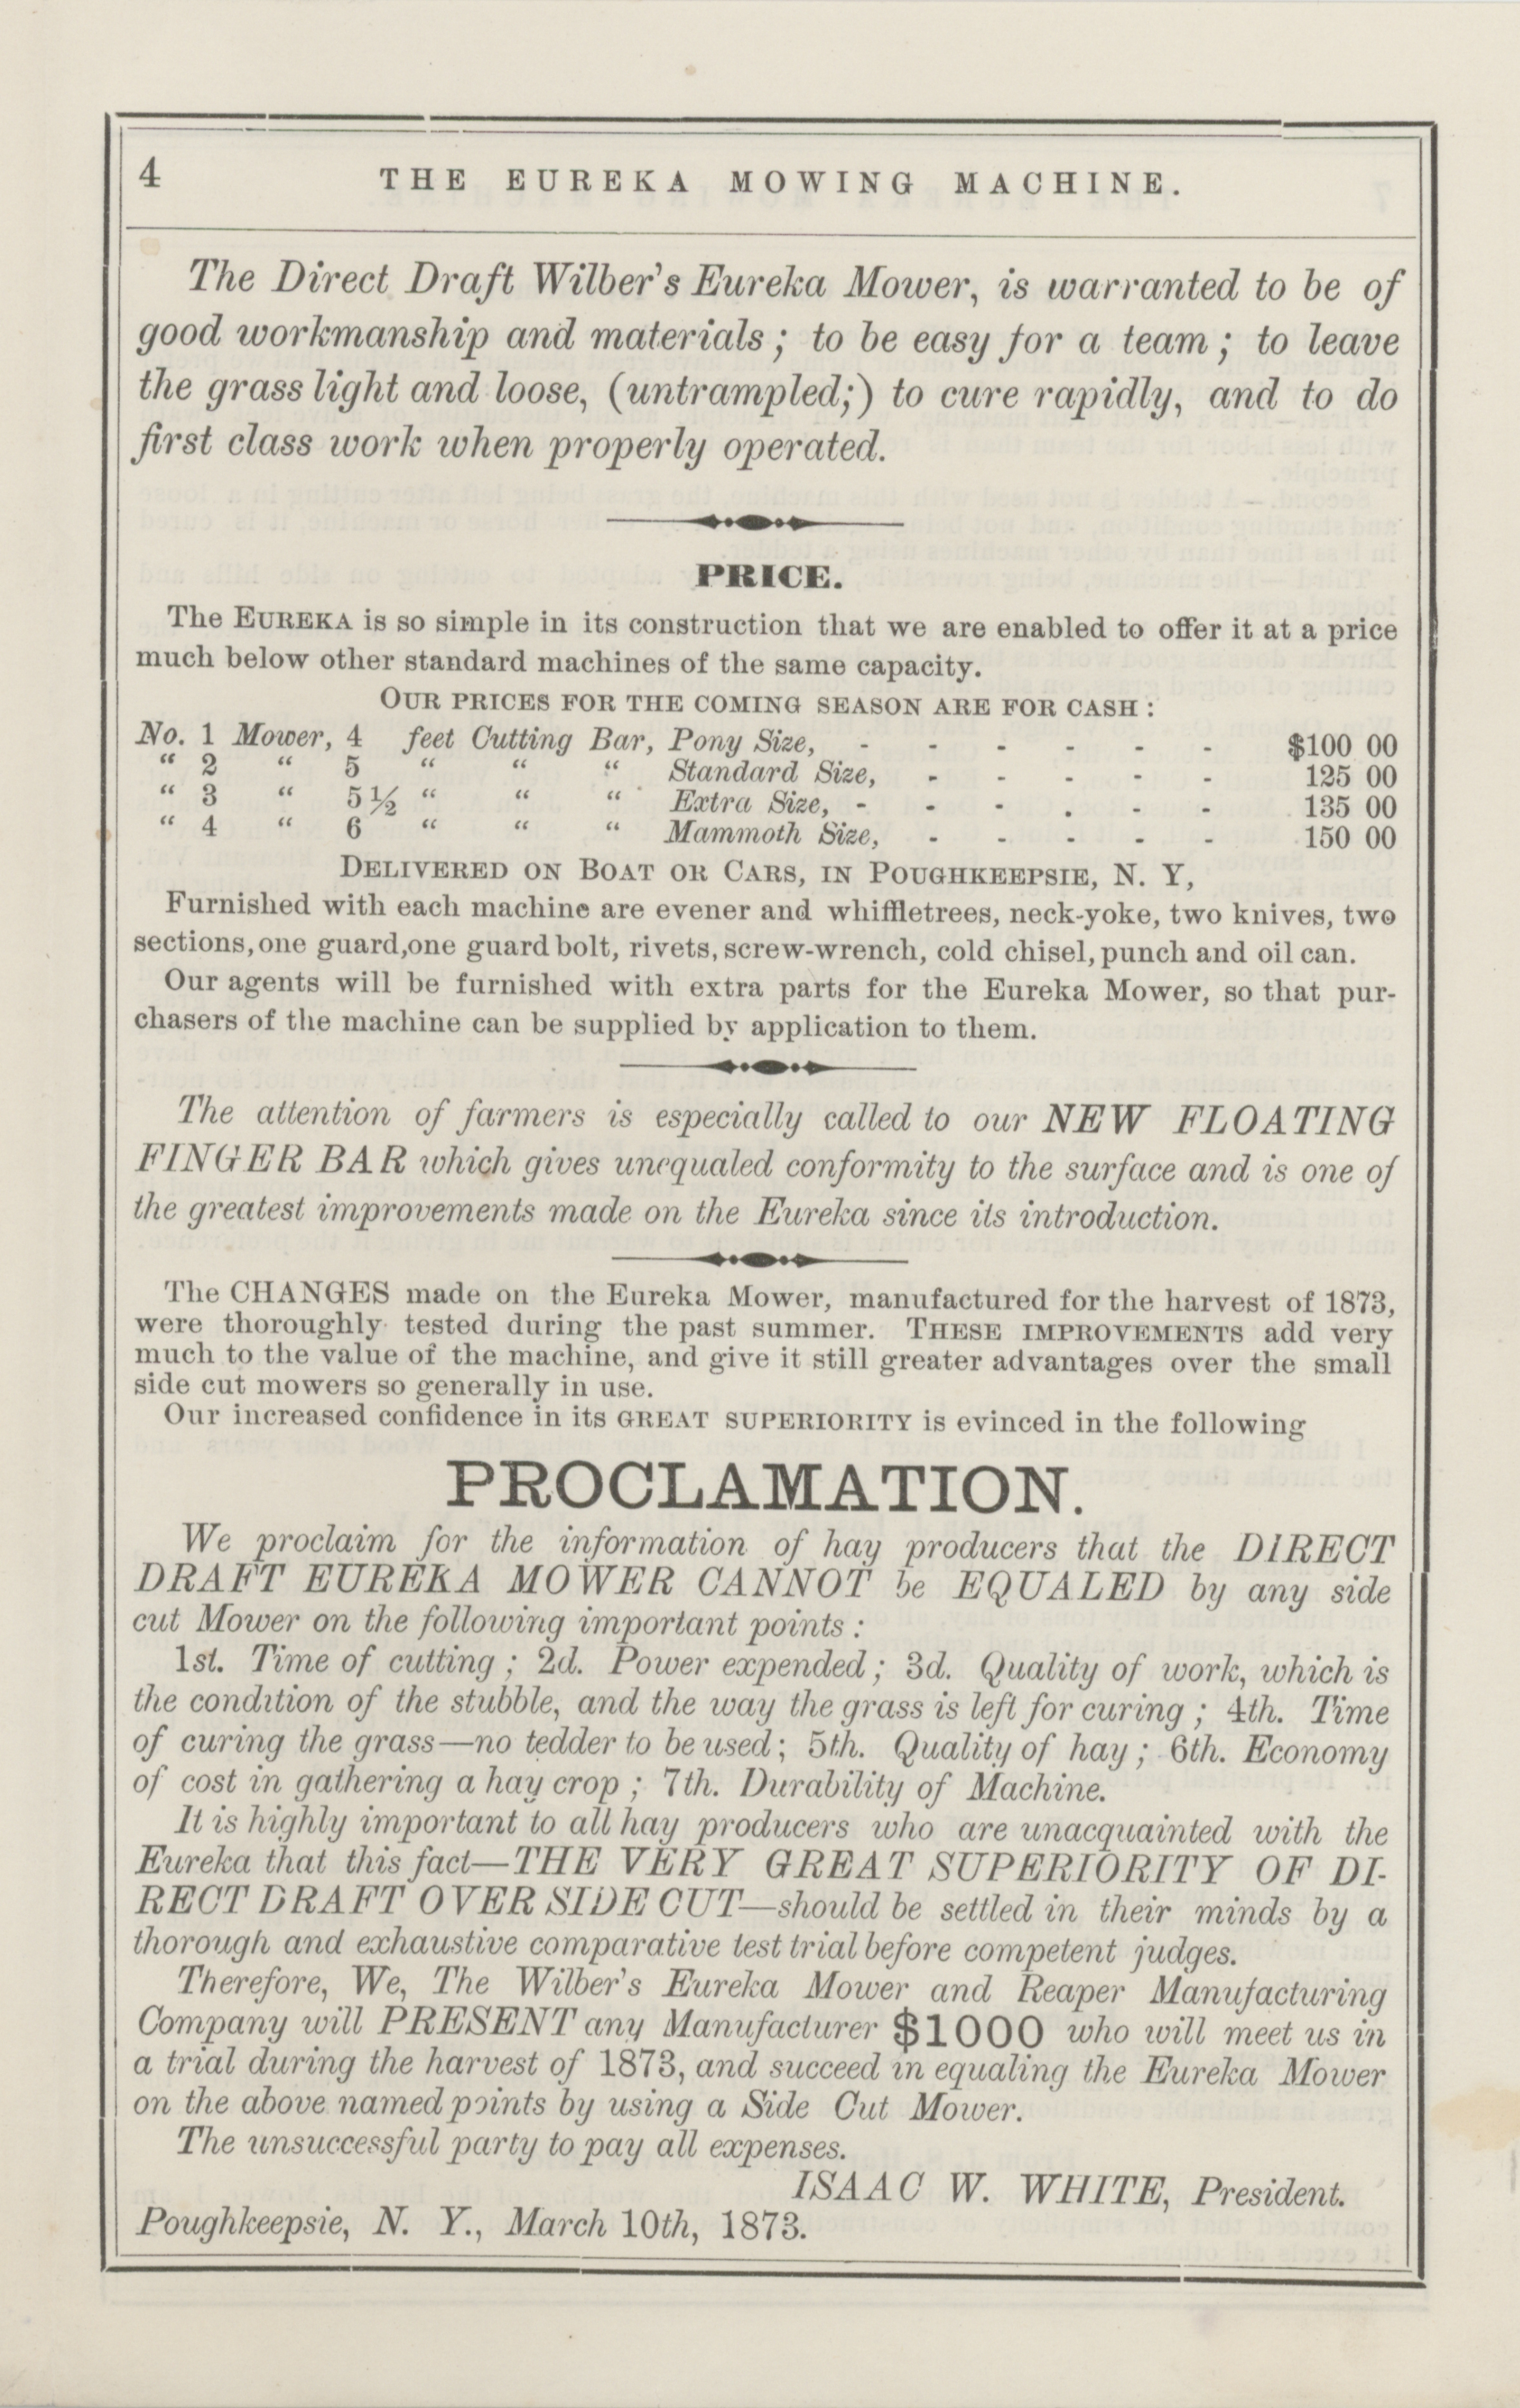 4 THE EUREKA MOWING MACHINE.
The Direct Draft Wilber's Eureka Mower, is warranted to be of
good workmanship and materials; to be easy for a team; to leave
the grass light and loose, (untrampled;) to cure rapidly, and to do
first class work when properly operated.
PRICE.
The EUREKA is so simple in its construction that we are enabled to offer it at a price
much below other standard machines of the same capacity.
OUR PRICES FOR THE COMING SEASON ARE FOR CASH:
No. 1 Mower, 4 feet Cutting Bar, Pony Size, - - - - - - $100 00
" 2 " 5 " " " Standard Size, - - - - - 125 00
" 3 " 5½ " " " Extra Size, - - - . - - 135 00
" 4 " 6 " " " Mammoth Size, - - - - - 150 00
DELIVERED ON BOAT OR CARS, IN POUGHKEEPSIE, N. Y,
Furnished with each machine are evener and whiffletrees, neck-yoke, two knives, two
sections, one guard,one guard bolt, rivets, screw-wrench, cold chisel, punch and oil can.
Our agents will be furnished with extra parts for the Eureka Mower, so that pur-
chasers of the machine can be supplied by application to them.
The attention of farmers is especially called to our NEW FLOATING
FINGER BAR which gives unequaled conformity to the surface and is one of
the greatest improvements made on the Eureka since its introduction.
The CHANGES made on the Eureka Mower, manufactured for the harvest of 1873,
were thoroughly tested during the past summer. THESE IMPROVEMENTS add very
much to the value of the machine, and give it still greater advantages over the small
side cut mowers so generally in use.
Our increased confidence in its GREAT SUPERIORITY is evinced in the following
PROCLAMATION.
We proclaim for the information of hay producers that the DIRECT
DRAFT EUREKA MOWER CANNOT be EQUALED by any side
cut Mower on the following important points:
1st. Time of cutting; 2d. Power expended; 3d. Quality of work, which is
the condition of the stubble, and the way the grass is left for curing; 4th. Time
of curing the grass—no tedder to be used; 5th. Quality of hay; 6th. Economy
of cost in gathering a hay crop; 7th. Durability of Machine.
It is highly important to all hay producers who are unacquainted with the
Eureka that this fact—THE VERY GREAT SUPERIORITY OF DI-
RECT DRAFT OVER SIDE CUT—should be settled in their minds by a
thorough and exhaustive comparative test trial before competent judges.
Therefore, We, The Wilber's Eureka Mower and Reaper Manufacturing
Company will PRESENT any Manufacturer $1000 who will meet us in
a trial during the harvest of 1873, and succeed in equaling the Eureka Mower
on the above named points by using a Side Cut Mower.
The unsuccessful party to pay all expenses.
ISAAC W. WHITE, President.
Poughkeepsie, N. Y., March 10th, 1873.